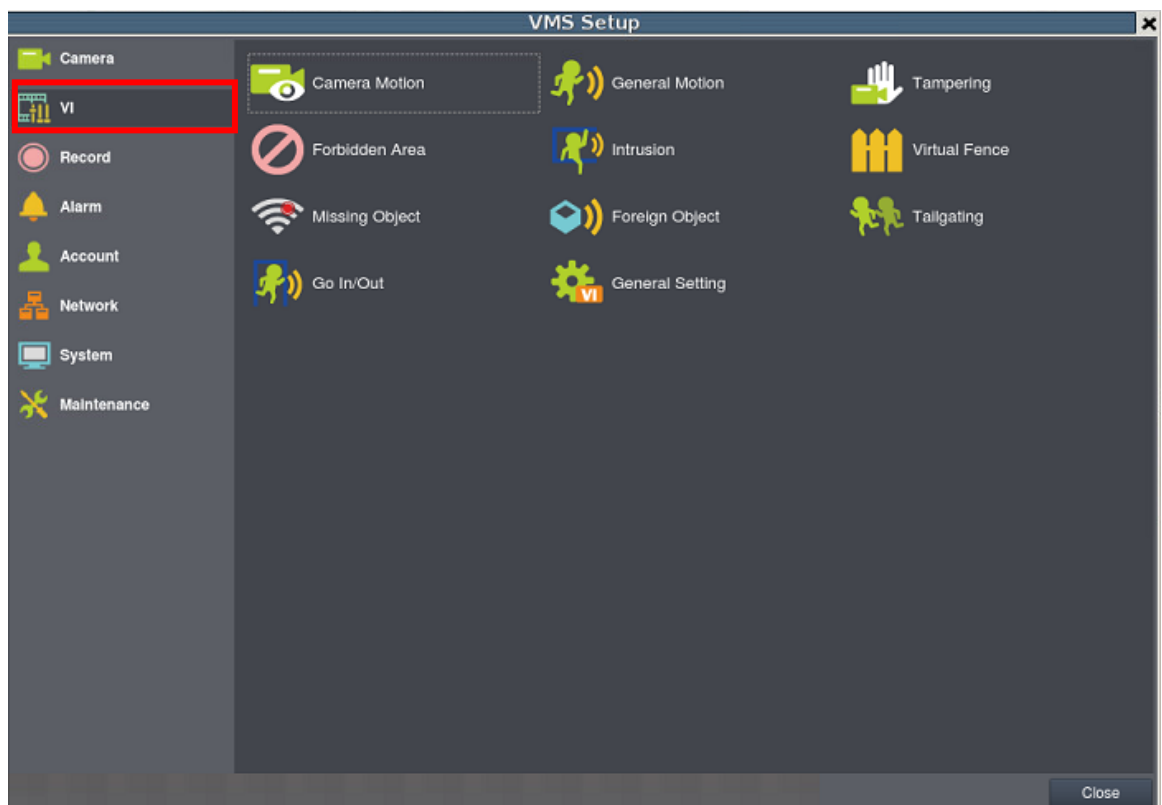 VMS Setup
Camera
VI
Record
Alarm
Account
Network
System
Maintenance
Camera Motion
General Motion
Tampering
Forbidden Area
Intrusion
Virtual Fence
Missing Object
Foreign Object
Tailgating
Go In/Out
VI
General Setting
Close